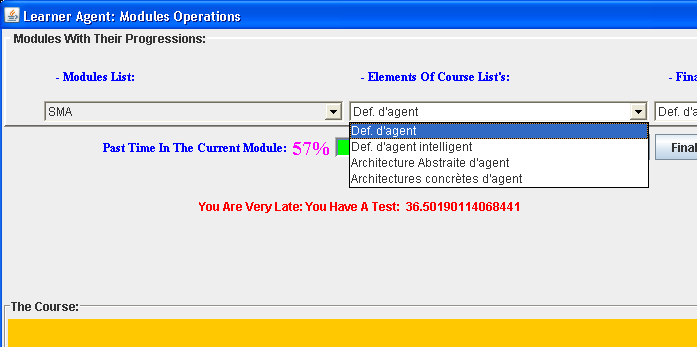 Learner Agent: Modules Operations
Modules With Their Progressions:
- Modules List: - Elements Of Course List's: - Fina
SMA Def. d'agent Def. d'a
Def. d'agent
Def. d'agent intelligent
Architecture Abstraite d'agent
Architectures concrètes d'agent
Past Time In The Current Module: 57% Final
You Are Very Late: You Have A Test: 36.50190114068441
The Course: